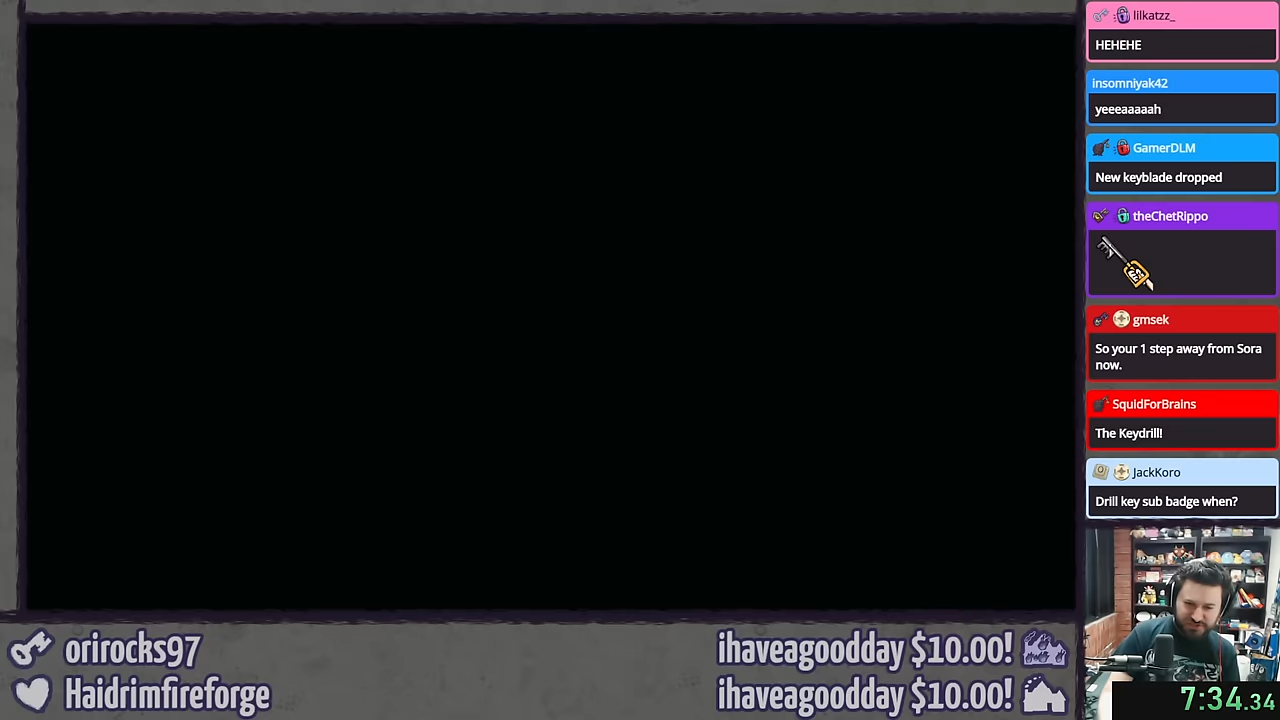 lilkatzz_
HEHEHE
insomniyak42
yeeeaaaaah
GamerDLM
New keyblade dropped
theChetRippo
gmsek
So your 1 step away from Sora
now.
SquidForBrains
The Keydrill!
JackKoro
Drill key sub badge when?
orirocks97
Haidrimfireforge
ihaveagoodday $10.00!
ihaveagoodday $10.00!
7:34.34